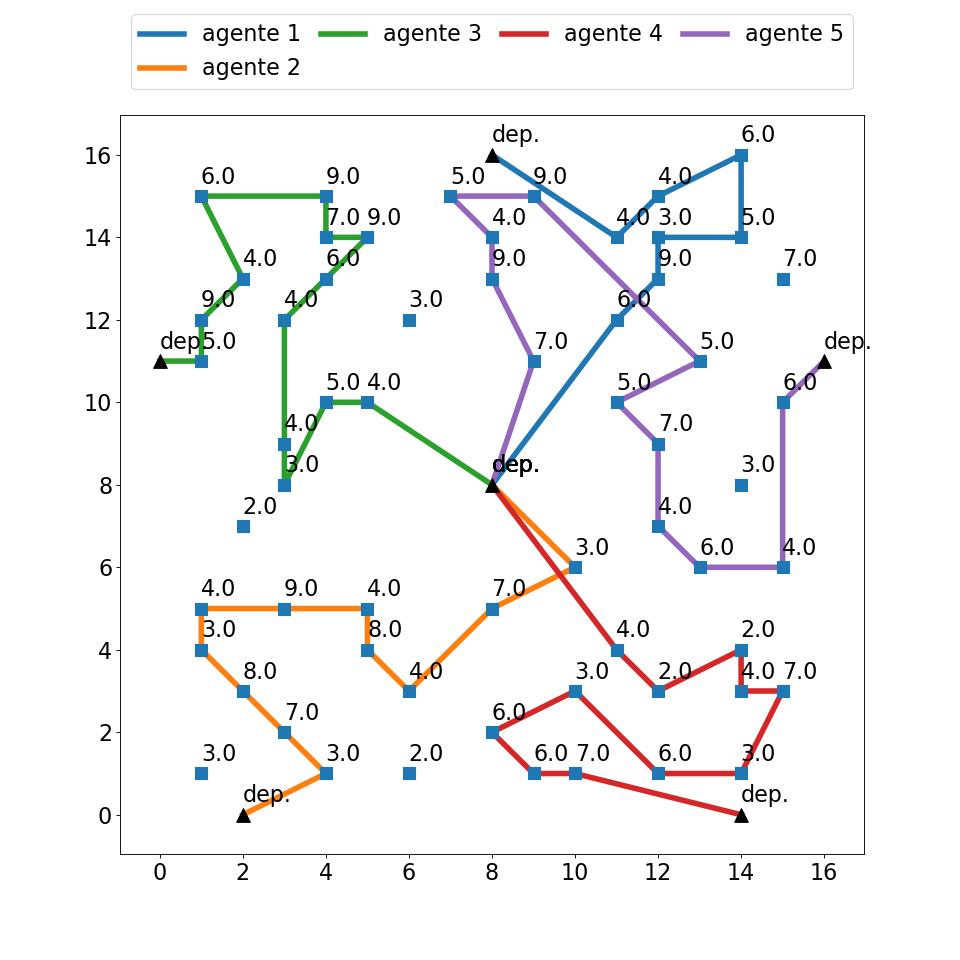 agente 1 agente 3 agente 4 agente 5
agente 2
dep. 6.0
16
6.0 9.0 5.0 9.0 4.0
7.0 9.0 4.0 4.0 3.0 5.0
14
4.0 6.0 9.0 9.0 7.0
9.0 4.0 3.0 6.0
12
dep. 5.0 7.0 5.0 dep.
5.0 4.0 5.0 6.0
10
4.0 7.0
3.0 dep. 3.0
8
2.0 4.0
3.0 6.0 4.0
6
4.0 9.0 4.0 7.0
3.0 8.0 4.0 2.0
4
8.0 4.0 3.0 2.0 4.0 7.0
7.0 6.0
2
3.0 3.0 2.0 6.0 7.0 6.0 3.0
dep. dep.
0
0 2 4 6 8 10 12 14 16